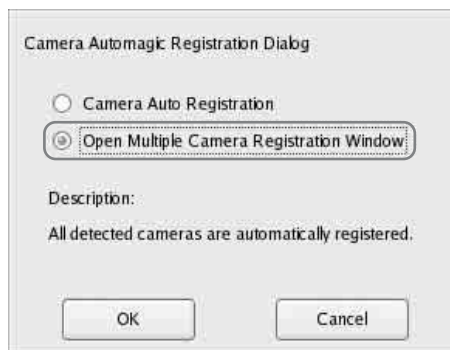 Camera Automagic Registration Dialog
Camera Auto Registration
Open Multiple Camera Registration Window
Description:
All detected cameras are automatically registered.
OK
Cancel